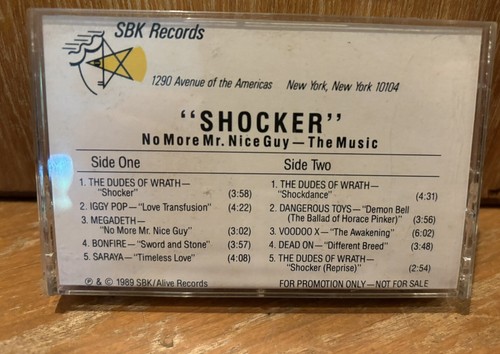 SBK Records
1290 Avenue of the Americas New York, New York 10104
"SHOCKER"
No More Mr. Nice Guy — The Music
Side One
1. THE DUDES OF WRATH —
"Shocker" (3:58)
2. IGGY POP — "Love Transfusion" (4:22)
3. MEGADETH —
"No More Mr. Nice Guy" (3:02)
4. BONFIRE — "Sword and Stone" (3:57)
5. SARAYA — "Timeless Love" (4:08)
Side Two
1. THE DUDES OF WRATH —
"Shockdance" (4:31)
2. DANGEROUS TOYS — "Demon Bell
(The Ballad of Horace Pinker") (3:56)
3. VOODOO X — "The Awakening" (6:02)
4. DEAD ON — "Different Breed" (3:48)
5. THE DUDES OF WRATH —
"Shocker (Reprise)" (2:54)
℗ & © 1989 SBK/Alive Records
FOR PROMOTION ONLY — NOT FOR SALE